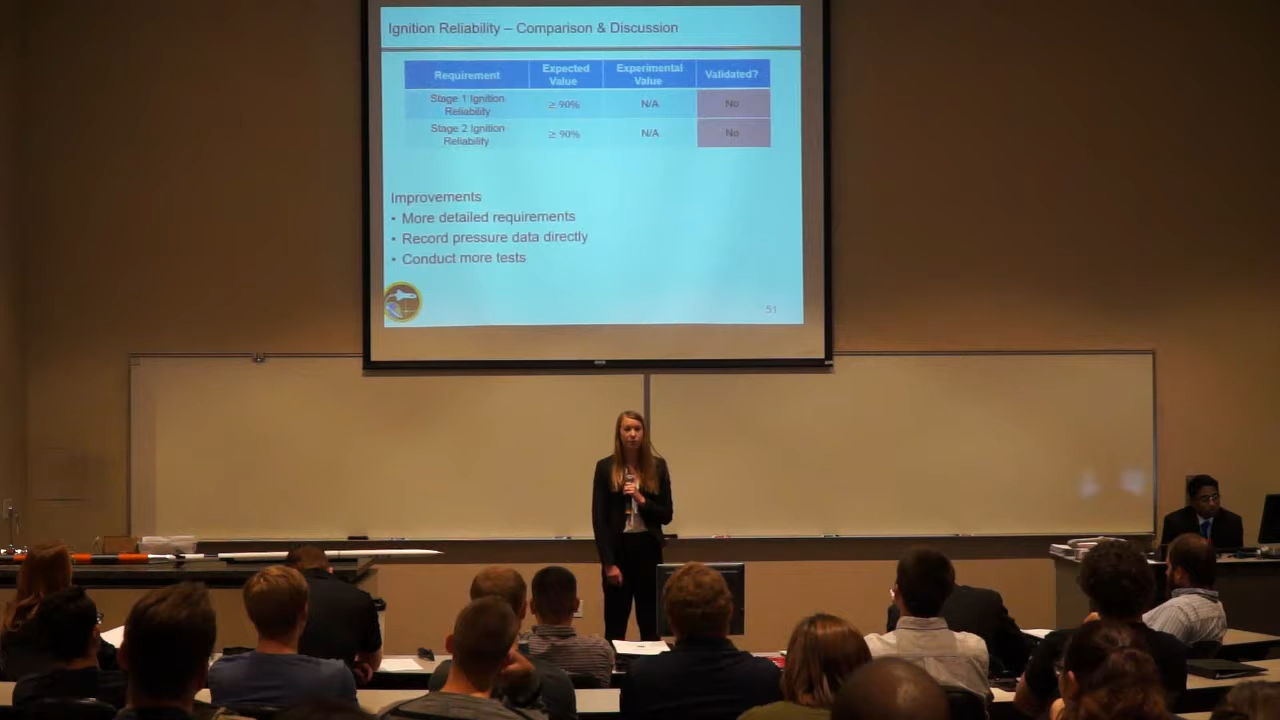 Ignition Reliability – Comparison & Discussion
Requirement
Expected
Value
Experimental
Value
Validated?
Stage 1 Ignition
Reliability
≥ 90%
N/A
No
Stage 2 Ignition
Reliability
≥ 90%
N/A
No
Improvements
• More detailed requirements
• Record pressure data directly
• Conduct more tests
51